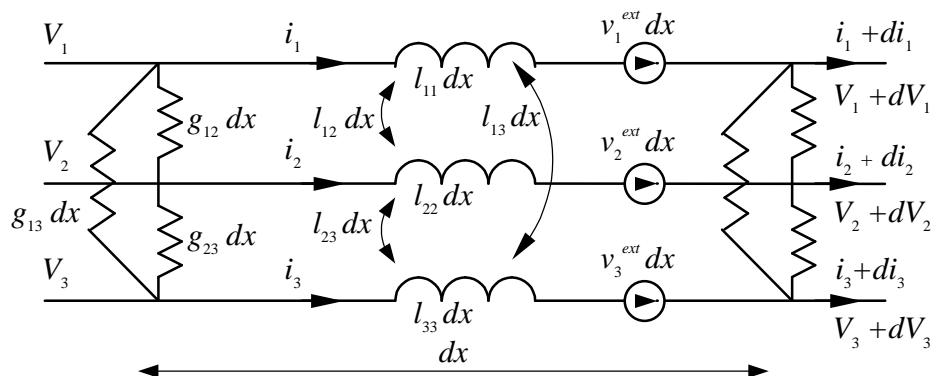 V₁ i₁ v₁ᵉˣᵗ dx i₁ + di₁
l₁₁ dx
V₁ + dV₁
g₁₂ dx l₁₂ dx l₁₃ dx
V₂ i₂ v₂ᵉˣᵗ dx i₂ + di₂
l₂₂ dx
g₁₃ dx g₂₃ dx l₂₃ dx V₂ + dV₂
V₃ i₃ v₃ᵉˣᵗ dx i₃ + di₃
l₃₃ dx
V₃ + dV₃
dx